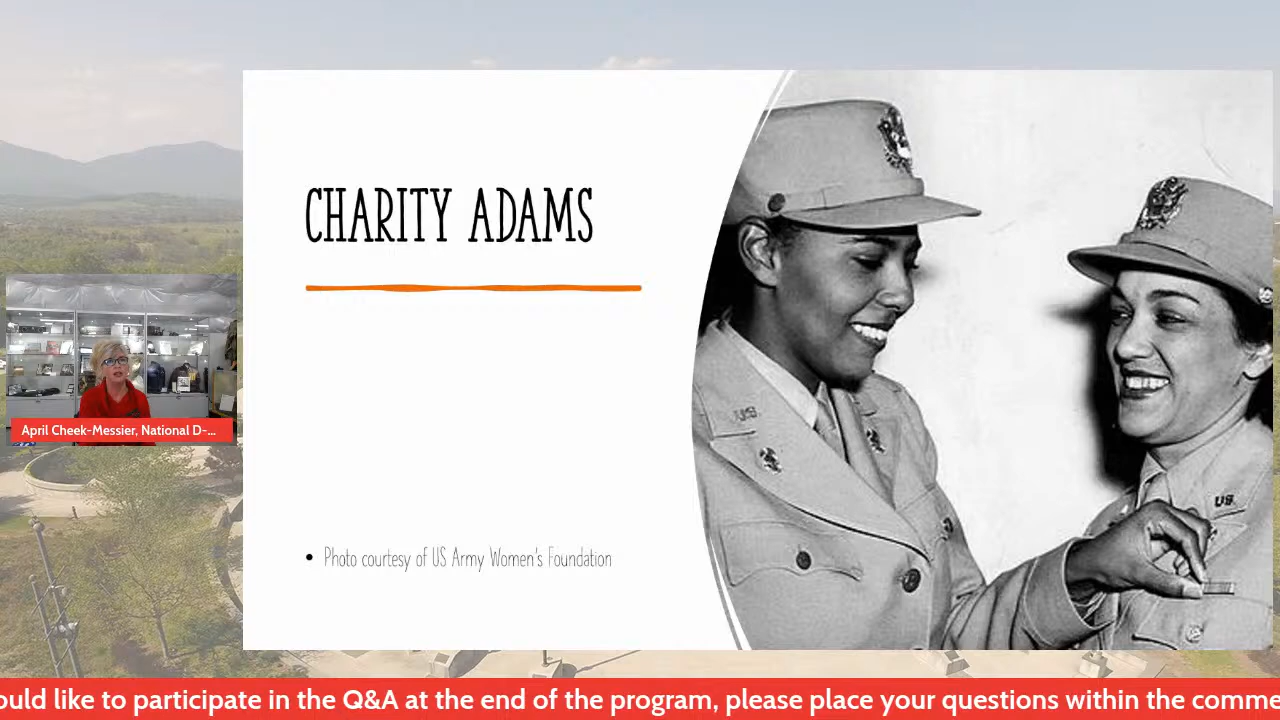 CHARITY ADAMS
• Photo courtesy of US Army Women's Foundation
April Cheek-Messier, National D-...
ould like to participate in the Q&A at the end of the program, please place your questions within the comme
U.S.
U.S.